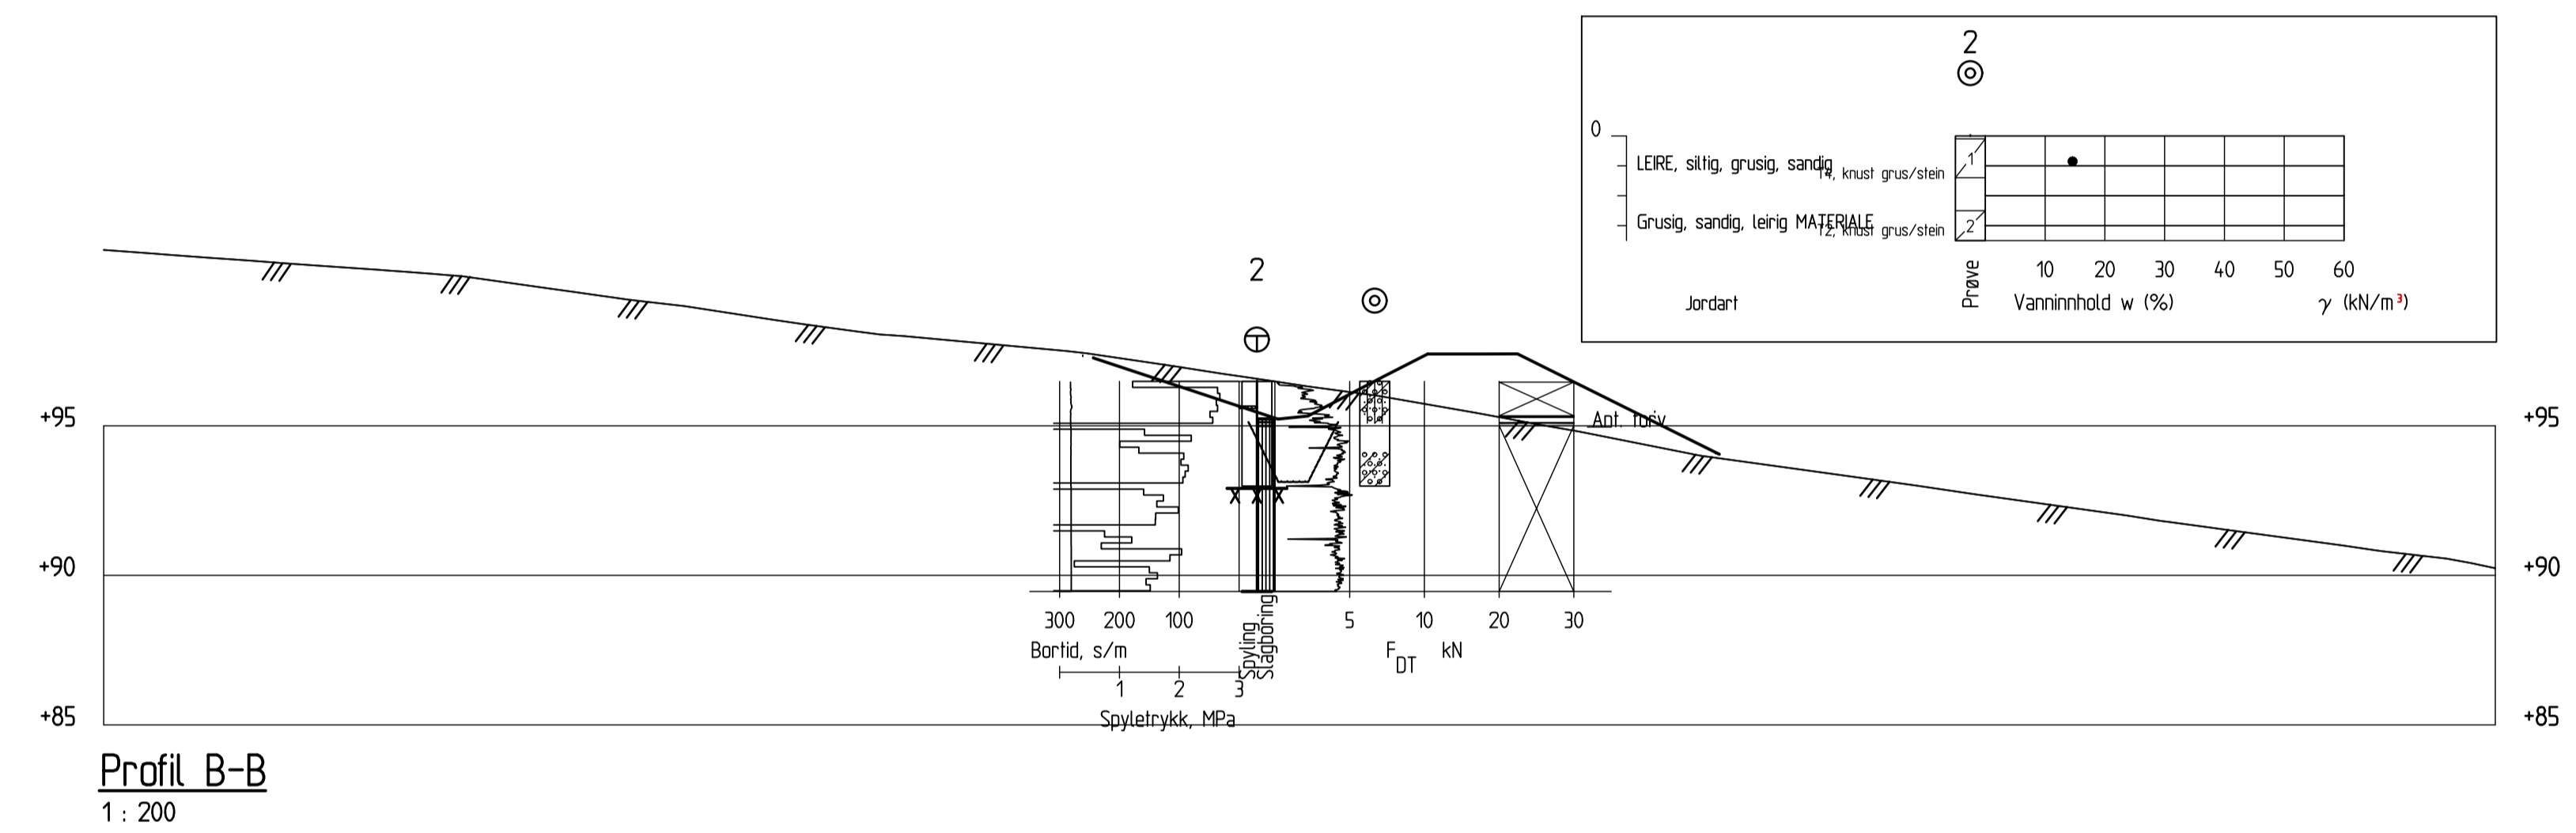 2
0
LEIRE, siltig, grusig, sandig
T4, knust grus/stein
1
Grusig, sandig, leirig MATERIALE
T2, knust grus/stein
2
Prøve
10 20 30 40 50 60
Jordart
Vanninnhold w (%)
γ (kN/m³)
2
+95
Ant. torv
+95
+90
+90
300 200 100
5 10 20 30
Bortid, s/m
Spyling
Slagboring
F DT kN
1 2 3
Spyletrykk, MPa
+85
+85
Profil B-B
1 : 200